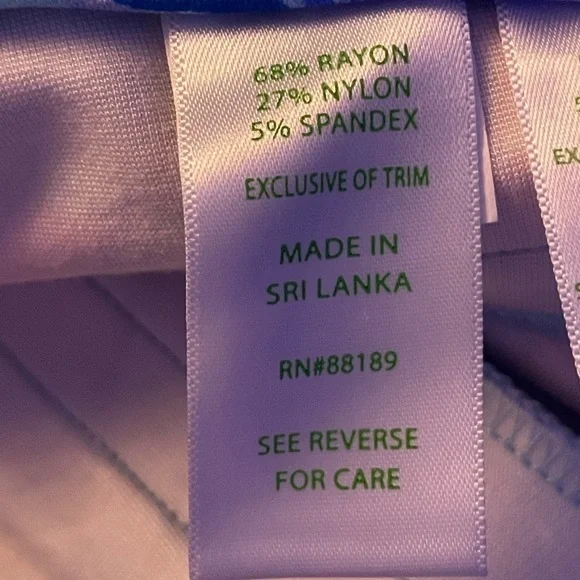 68% RAYON
27% NYLON
5% SPANDEX
EXCLUSIVE OF TRIM
MADE IN
SRI LANKA
RN#88189
SEE REVERSE
FOR CARE
EX